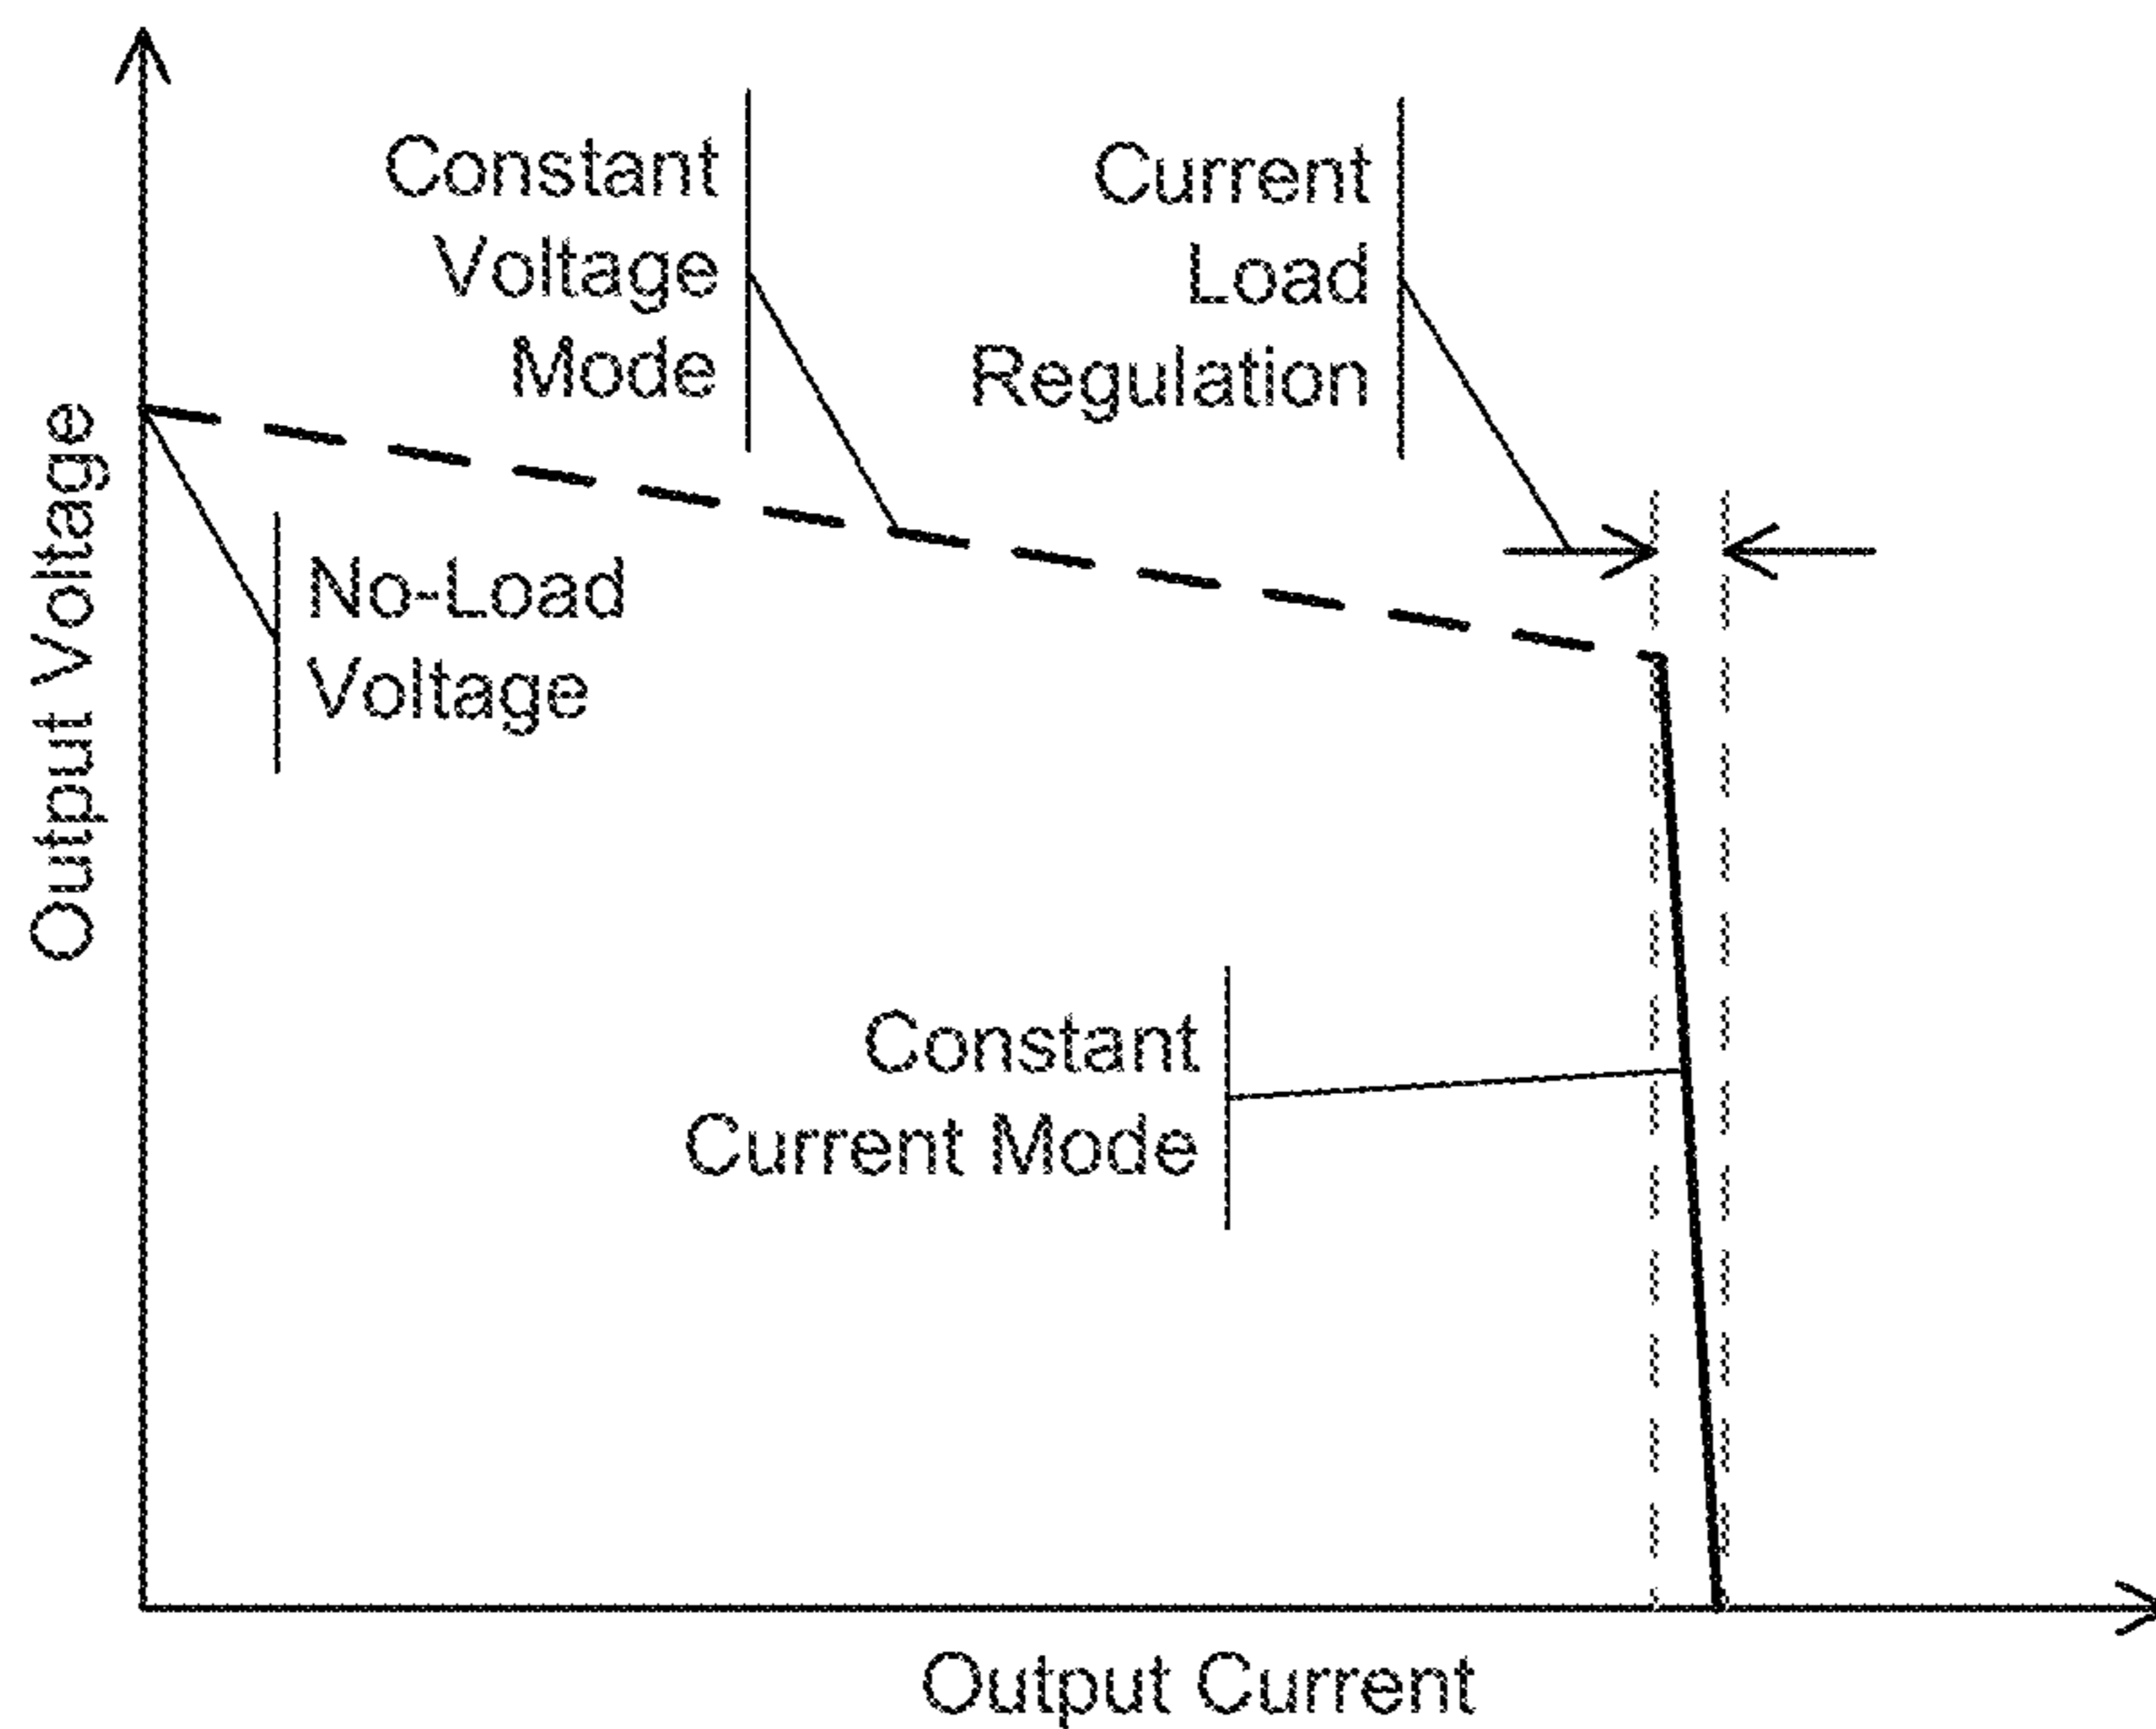 Constant
Voltage
Mode
Current
Load
Regulation
Output Voltage
No-Load
Voltage
Constant
Current Mode
Output Current